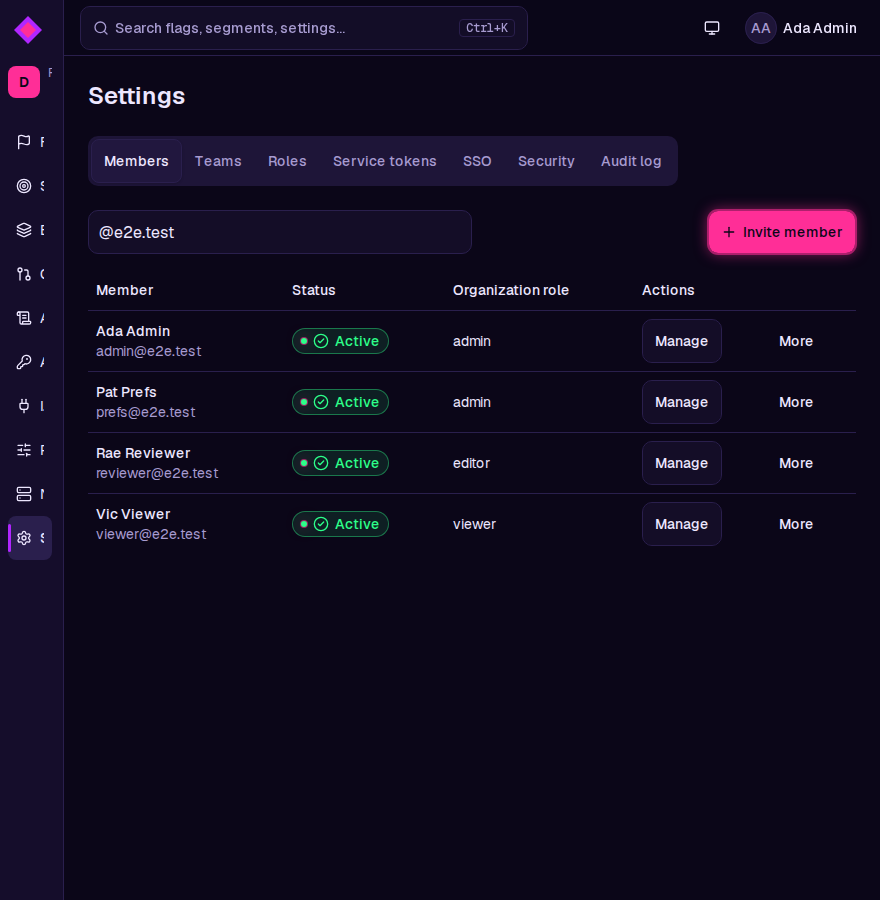 Search flags, segments, settings...
Ctrl+K
AA
Ada Admin
D
Settings
Members
Teams
Roles
Service tokens
SSO
Security
Audit log
@e2e.test
Invite member
Member
Status
Organization role
Actions
Ada Admin
admin@e2e.test
Active
admin
Manage
More
Pat Prefs
prefs@e2e.test
Active
admin
Manage
More
Rae Reviewer
reviewer@e2e.test
Active
editor
Manage
More
Vic Viewer
viewer@e2e.test
Active
viewer
Manage
More